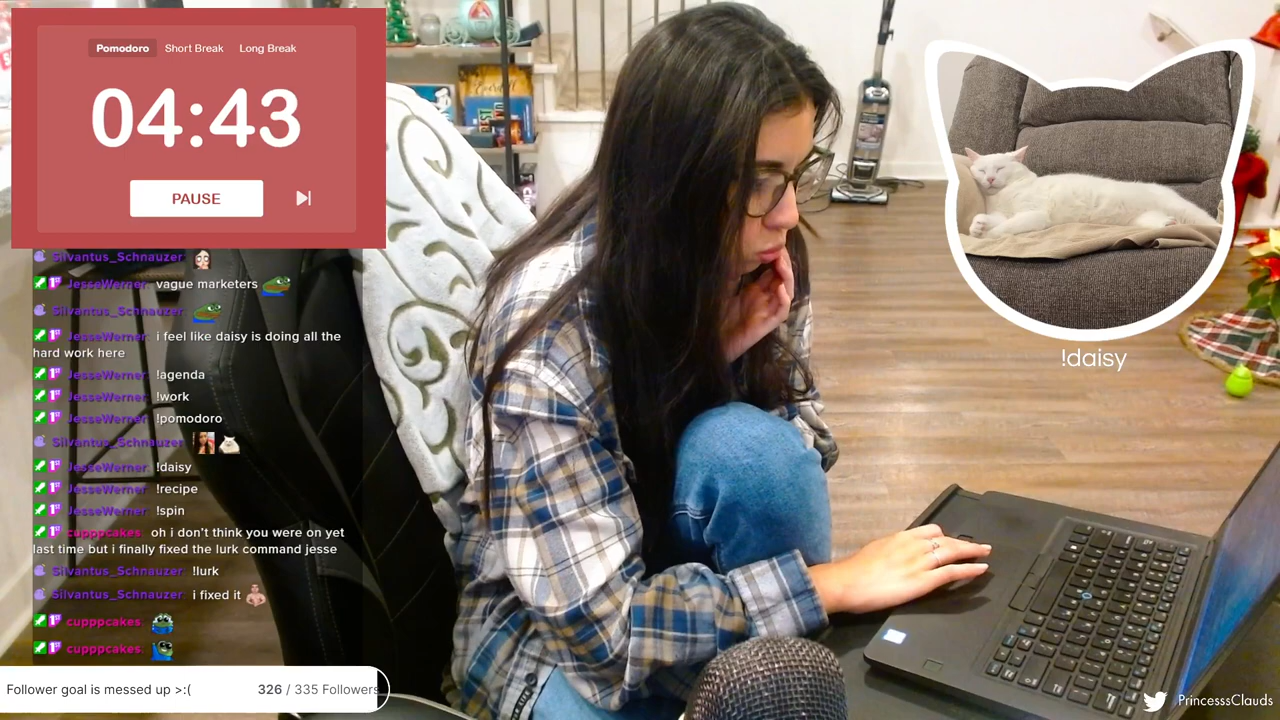 Pomodoro Short Break Long Break
04:43
PAUSE
Silvantus_Schnauzer:
JesseWerner: vague marketers
Silvantus_Schnauzer:
JesseWerner: i feel like daisy is doing all the
hard work here
JesseWerner: !agenda
JesseWerner: !work
JesseWerner: !pomodoro
Silvantus_Schnauzer:
JesseWerner: !daisy
JesseWerner: !recipe
JesseWerner: !spin
cupppcakes: oh i don't think you were on yet
last time but i finally fixed the lurk command jesse
Silvantus_Schnauzer: !lurk
Silvantus_Schnauzer: i fixed it
cupppcakes:
cupppcakes:
Follower goal is messed up >:( 326 / 335 Followers
!daisy
PrincesssClauds